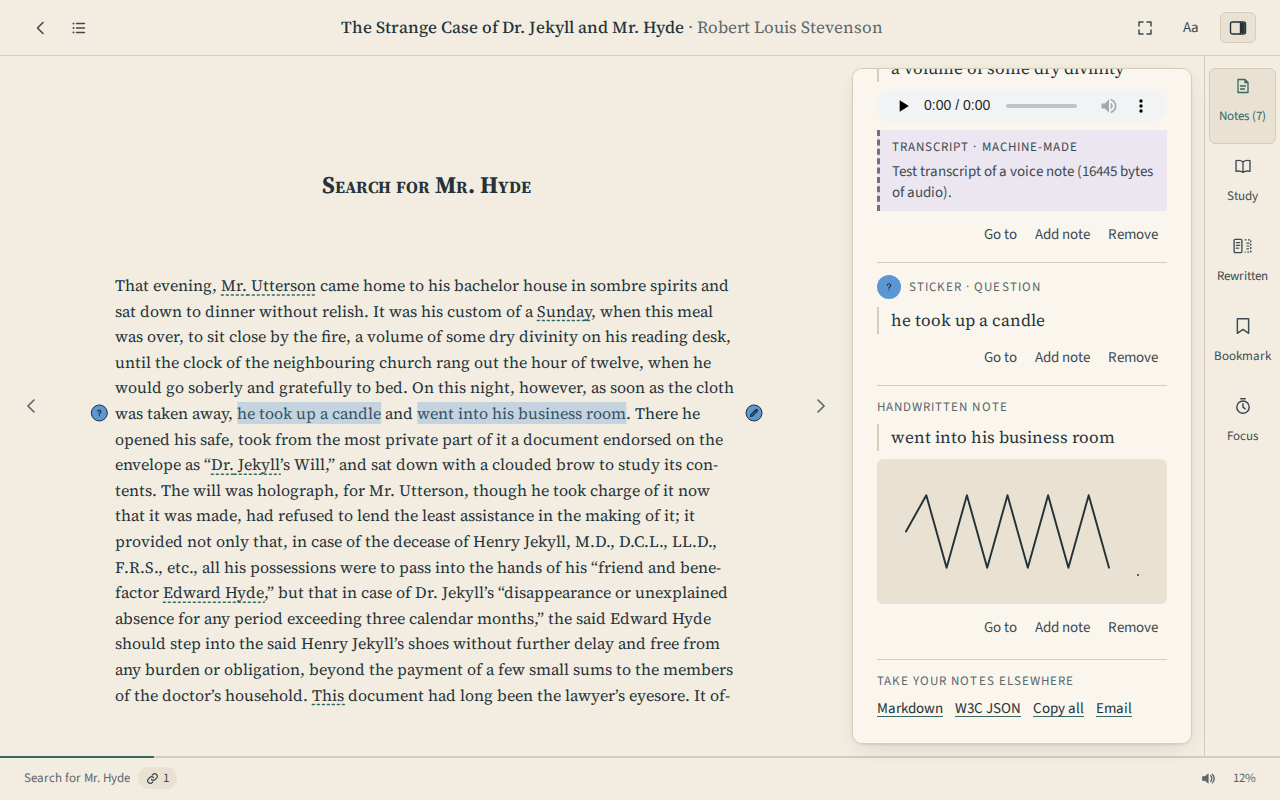 The Strange Case of Dr. Jekyll and Mr. Hyde · Robert Louis Stevenson
Aa
Search for Mr. Hyde
That evening, Mr. Utterson came home to his bachelor house in sombre spirits and
sat down to dinner without relish. It was his custom of a Sunday, when this meal
was over, to sit close by the fire, a volume of some dry divinity on his reading desk,
until the clock of the neighbouring church rang out the hour of twelve, when he
would go soberly and gratefully to bed. On this night, however, as soon as the cloth
? was taken away, he took up a candle and went into his business room. There he
opened his safe, took from the most private part of it a document endorsed on the
envelope as “Dr. Jekyll’s Will,” and sat down with a clouded brow to study its con-
tents. The will was holograph, for Mr. Utterson, though he took charge of it now
that it was made, had refused to lend the least assistance in the making of it; it
provided not only that, in case of the decease of Henry Jekyll, M.D., D.C.L., LL.D.,
F.R.S., etc., all his possessions were to pass into the hands of his “friend and bene-
factor Edward Hyde,” but that in case of Dr. Jekyll’s “disappearance or unexplained
absence for any period exceeding three calendar months,” the said Edward Hyde
should step into the said Henry Jekyll’s shoes without further delay and free from
any burden or obligation, beyond the payment of a few small sums to the members
of the doctor’s household. This document had long been the lawyer’s eyesore. It of-
a volume of some dry divinity
0:00 / 0:00
TRANSCRIPT · MACHINE-MADE
Test transcript of a voice note (16445 bytes
of audio).
Go to Add note Remove
? STICKER · QUESTION
he took up a candle
Go to Add note Remove
HANDWRITTEN NOTE
went into his business room
Go to Add note Remove
TAKE YOUR NOTES ELSEWHERE
Markdown W3C JSON Copy all Email
Notes (7)
Study
Rewritten
Bookmark
Focus
Search for Mr. Hyde 1
12%